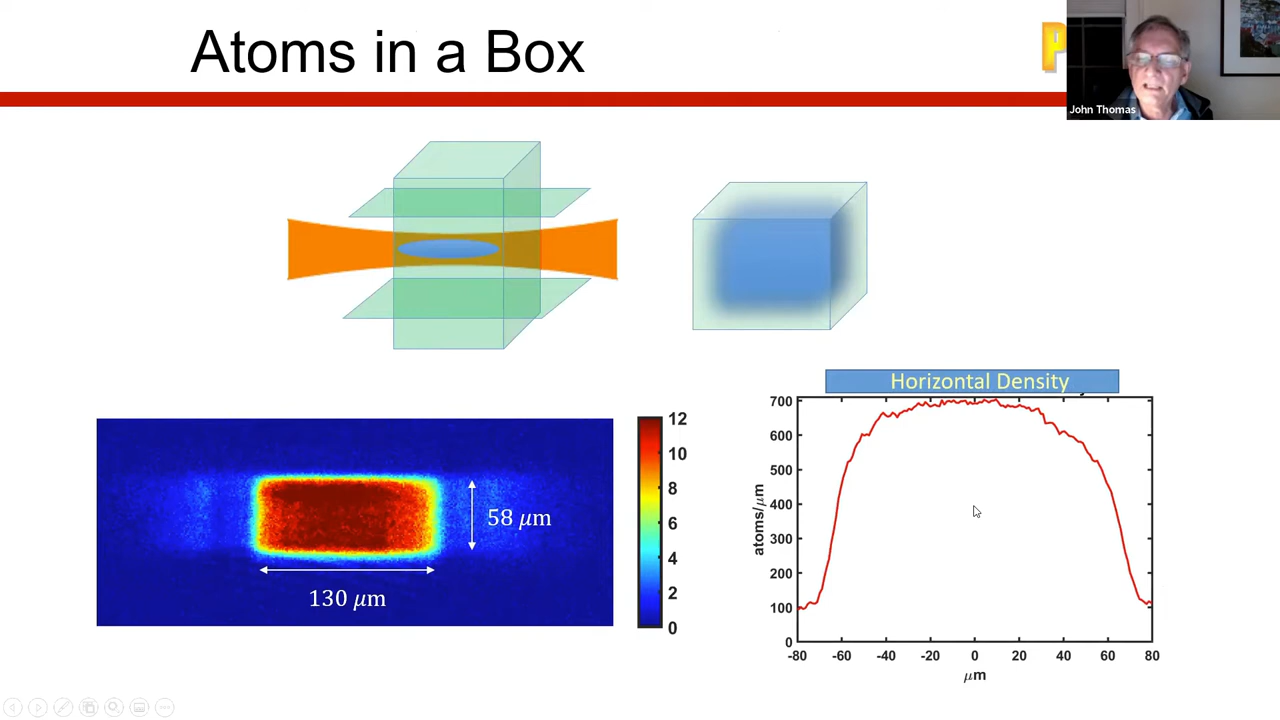 Atoms in a Box
P
John Thomas
Horizontal Density
12
10
8
6
4
2
0
58 μm
130 μm
700
600
500
400
300
200
100
0
atoms/μm
-80 -60 -40 -20 0 20 40 60 80
μm